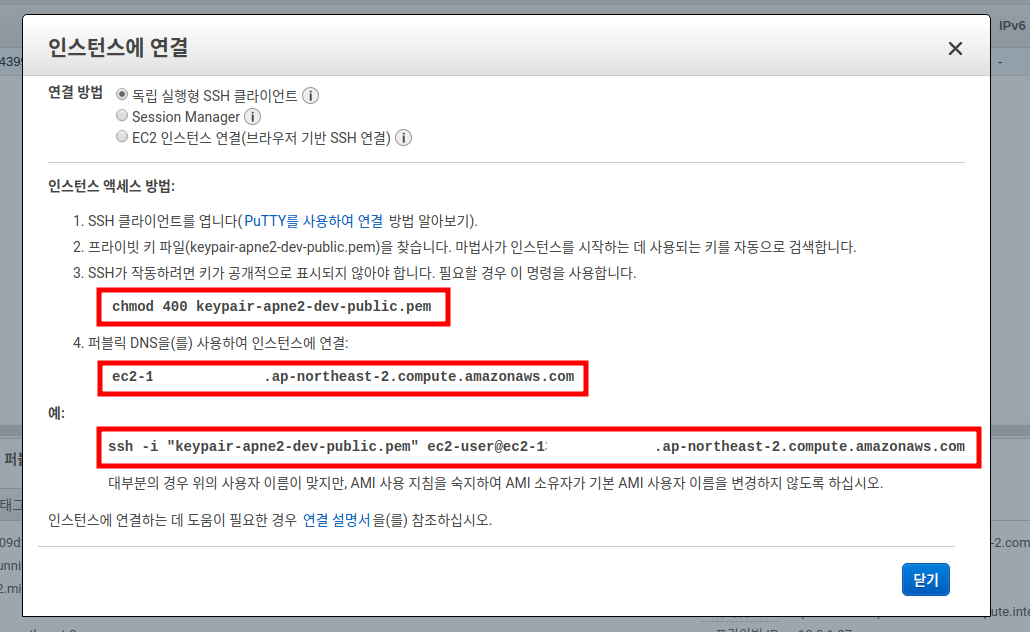 IPv6
인스턴스에 연결
439
-
연결 방법
독립 실행형 SSH 클라이언트 i
Session Manager i
EC2 인스턴스 연결(브라우저 기반 SSH 연결) i
인스턴스 액세스 방법:
1. SSH 클라이언트를 엽니다(PuTTY를 사용하여 연결 방법 알아보기).
2. 프라이빗 키 파일(keypair-apne2-dev-public.pem)을 찾습니다. 마법사가 인스턴스를 시작하는 데 사용되는 키를 자동으로 검색합니다.
3. SSH가 작동하려면 키가 공개적으로 표시되지 않아야 합니다. 필요할 경우 이 명령을 사용합니다.
chmod 400 keypair-apne2-dev-public.pem
4. 퍼블릭 DNS을(를) 사용하여 인스턴스에 연결:
ec2-1 .ap-northeast-2.compute.amazonaws.com
예:
ssh -i "keypair-apne2-dev-public.pem" ec2-user@ec2-1 .ap-northeast-2.compute.amazonaws.com
퍼블
대부분의 경우 위의 사용자 이름이 맞지만, AMI 사용 지침을 숙지하여 AMI 소유자가 기본 AMI 사용자 이름을 변경하지 않도록 하십시오.
태그
인스턴스에 연결하는 데 도움이 필요한 경우 연결 설명서을(를) 참조하십시오.
09d
-2.com
unni
닫기
2.mi
ute.inte